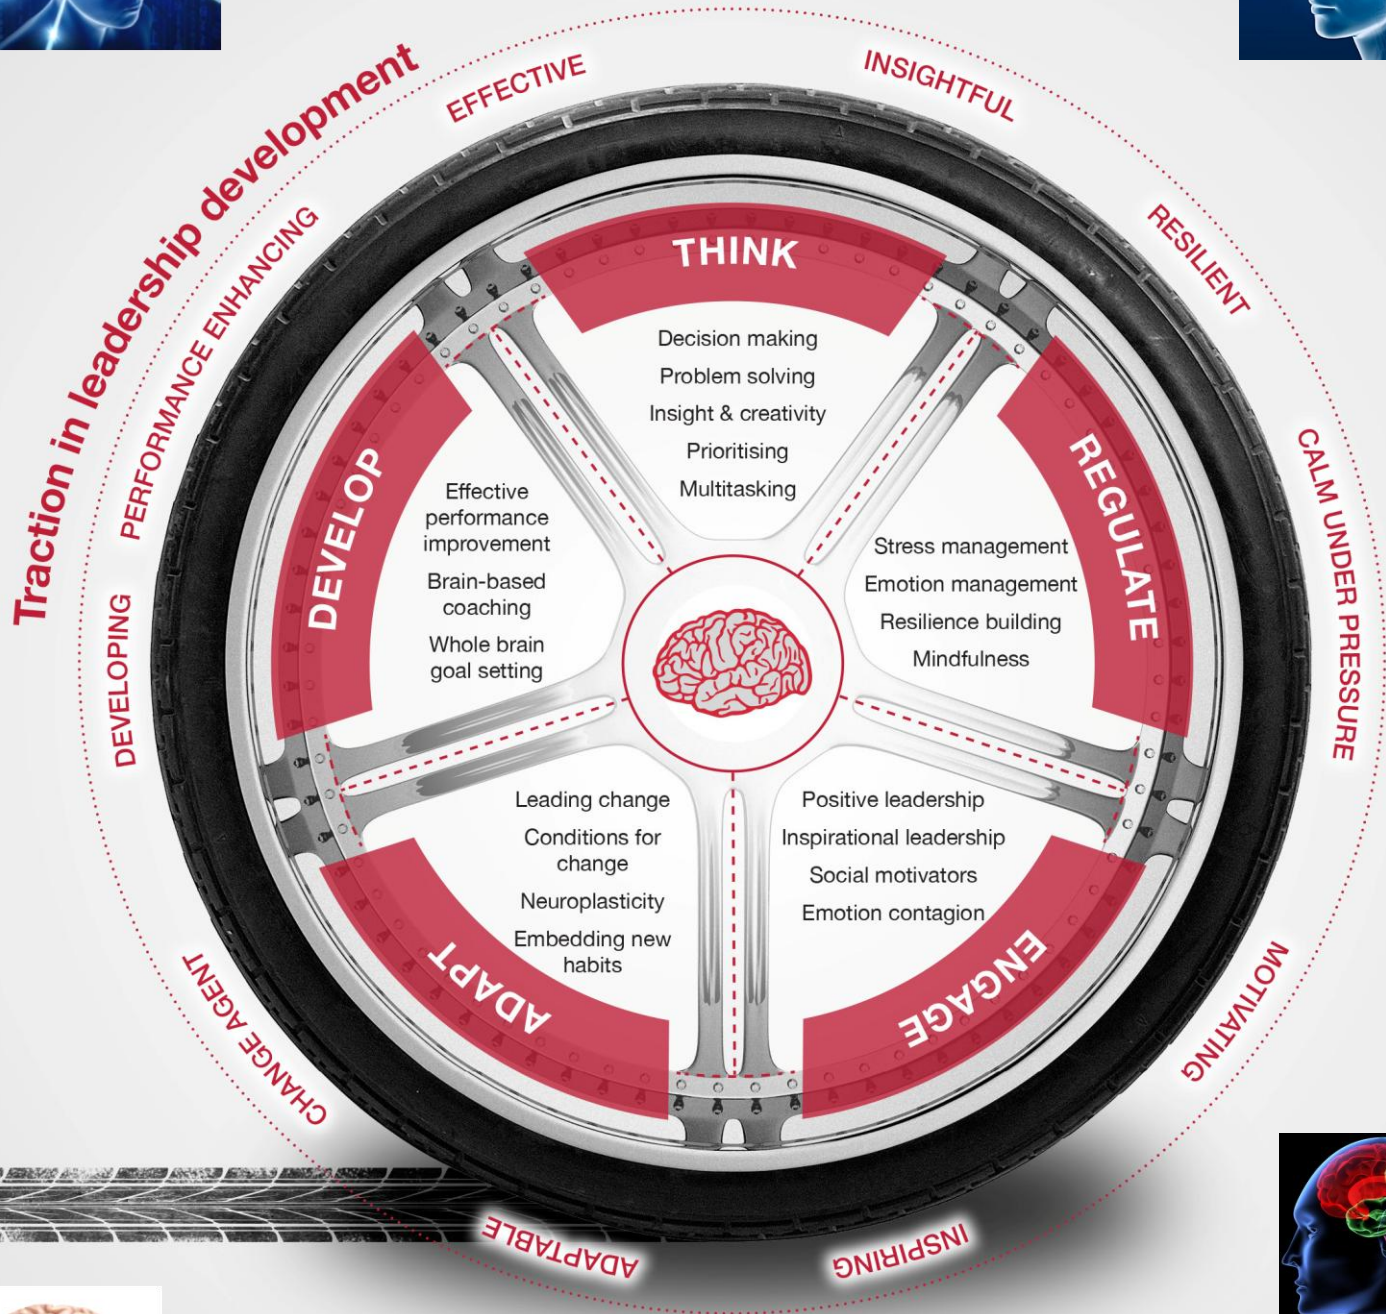 Traction in leadership development
EFFECTIVE
INSIGHTFUL
RESILIENT
CALM UNDER PRESSURE
MOTIVATING
INSPIRING
ADAPTABLE
CHANGE AGENT
DEVELOPING
PERFORMANCE ENHANCING
THINK
Decision making
Problem solving
Insight & creativity
Prioritising
Multitasking
REGULATE
Stress management
Emotion management
Resilience building
Mindfulness
ENGAGE
Positive leadership
Inspirational leadership
Social motivators
Emotion contagion
ADAPT
Leading change
Conditions for
change
Neuroplasticity
Embedding new
habits
DEVELOP
Effective
performance
improvement
Brain-based
coaching
Whole brain
goal setting